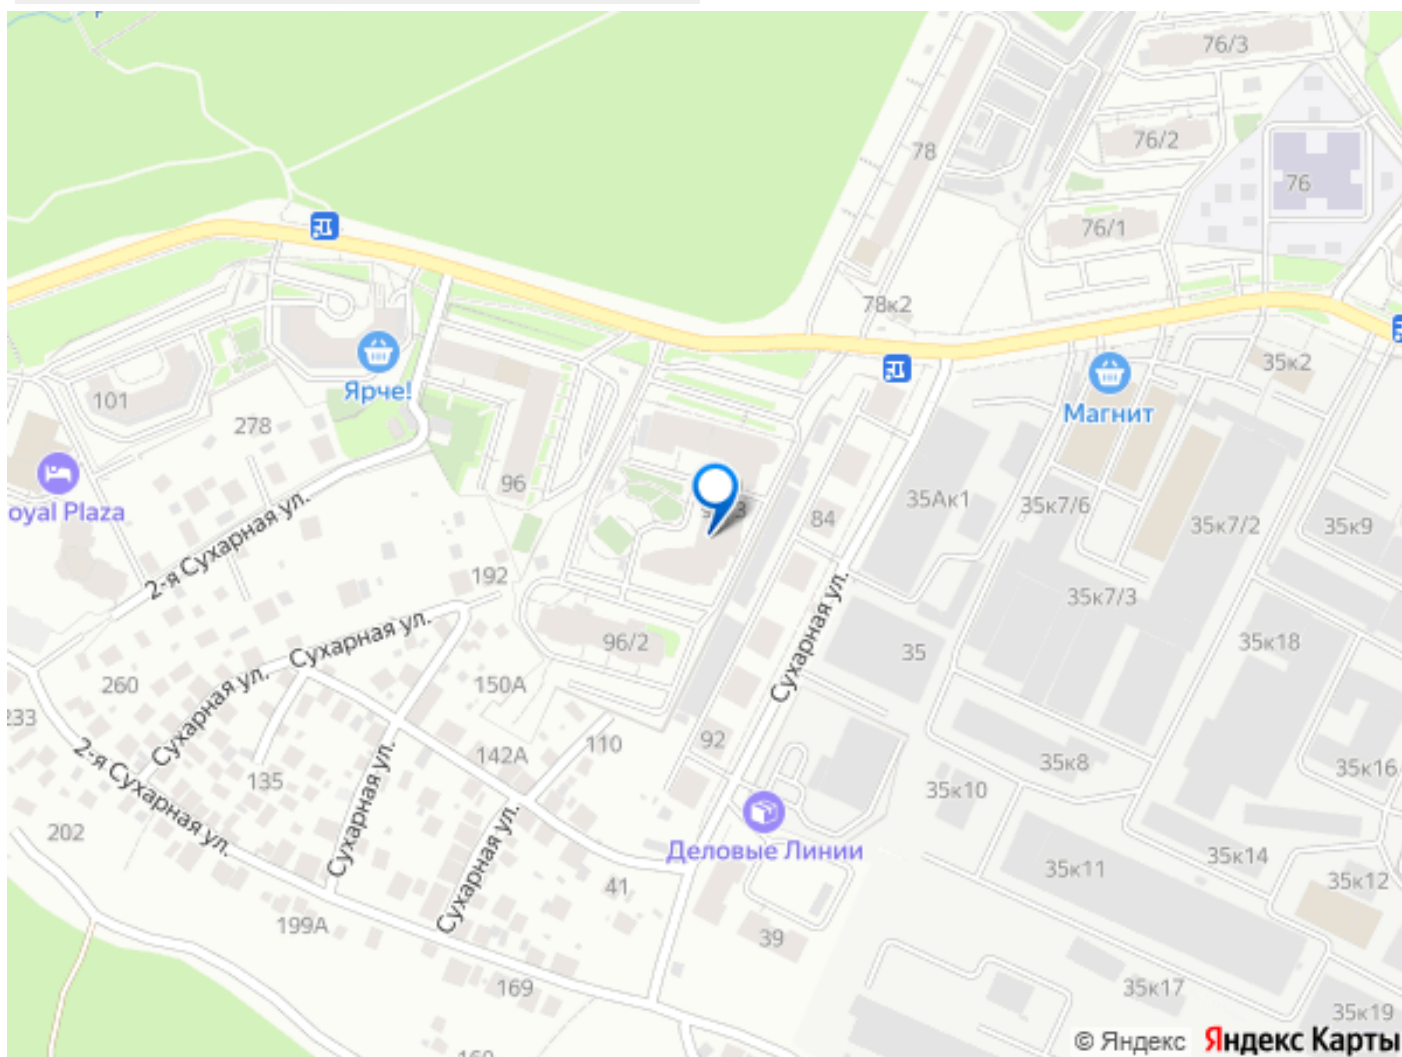 76/3
76/2
78
76
76/1
78к2
35к2
Ярче!
101
Магнит
278
96
oyal Plaza
84
35Ак1
35к7/6
35к7/2
35к9
2-я Сухарная ул.
192
35к7/3
Сухарная ул.
96/2
Сухарная ул.
35
35к18
260
150А
Сухарная ул.
233
2-я Сухарная ул.
142А
110
92
135
35к8
35к16
35к10
202
Сухарная ул.
Сухарная ул.
Деловые Линии
35к14
41
35к11
35к12
199А
39
169
35к17
35к19
© Яндекс
Яндекс Карты